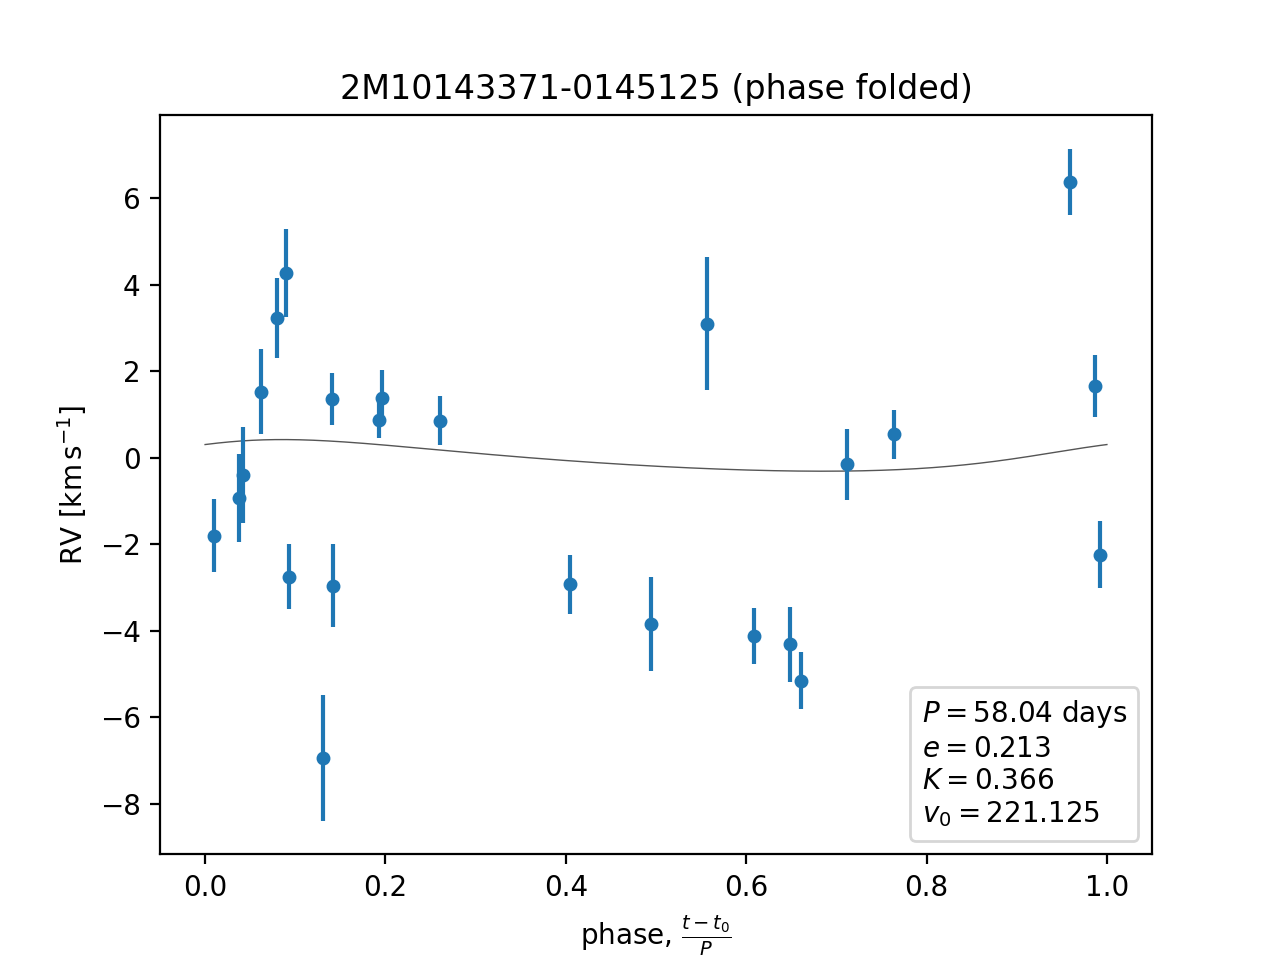 2M10143371-0145125 (phase folded)
RV [km s⁻¹]
6
4
2
0
−2
−4
−6
−8
P = 58.04 days
e = 0.213
K = 0.366
v₀ = 221.125
0.0 0.2 0.4 0.6 0.8 1.0
phase, (t − t₀)/P